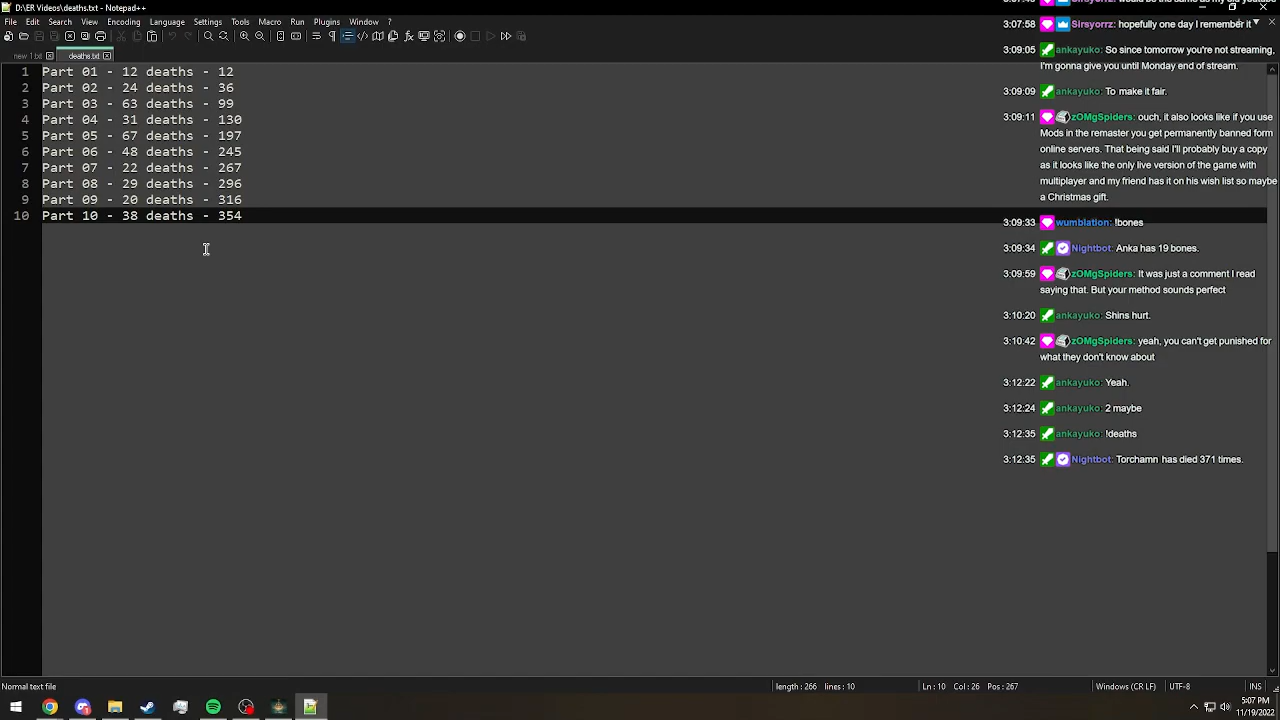 D:\ER Videos\deaths.txt - Notepad++
File Edit Search View Encoding Language Settings Tools Macro Run Plugins Window ?
new 1.txt deaths.txt
1 Part 01 - 12 deaths - 12
2 Part 02 - 24 deaths - 36
3 Part 03 - 63 deaths - 99
4 Part 04 - 31 deaths - 130
5 Part 05 - 67 deaths - 197
6 Part 06 - 48 deaths - 245
7 Part 07 - 22 deaths - 267
8 Part 08 - 29 deaths - 296
9 Part 09 - 20 deaths - 316
10 Part 10 - 38 deaths - 354
3:07:58 Sirsyorrz: hopefully one day I remember it
3:09:05 ankayuko: So since tomorrow you're not streaming,
I'm gonna give you until Monday end of stream.
3:09:09 ankayuko: To make it fair.
3:09:11 zOMgSpiders: ouch, it also looks like if you use
Mods in the remaster you get permanently banned form
online servers. That being said I'll probably buy a copy
as it looks like the only live version of the game with
multiplayer and my friend has it on his wish list so maybe
a Christmas gift.
3:09:33 wumblation: !bones
3:09:34 Nightbot: Anka has 19 bones.
3:09:59 zOMgSpiders: It was just a comment I read
saying that. But your method sounds perfect
3:10:20 ankayuko: Shins hurt.
3:10:42 zOMgSpiders: yeah, you can't get punished for
what they don't know about
3:12:22 ankayuko: Yeah.
3:12:24 ankayuko: 2 maybe
3:12:35 ankayuko: !deaths
3:12:35 Nightbot: Torchamn has died 371 times.
Normal text file length : 266 lines : 10 Ln : 10 Col : 26 Pos : 267 Windows (CR LF) UTF-8 INS
5:07 PM
11/19/2022